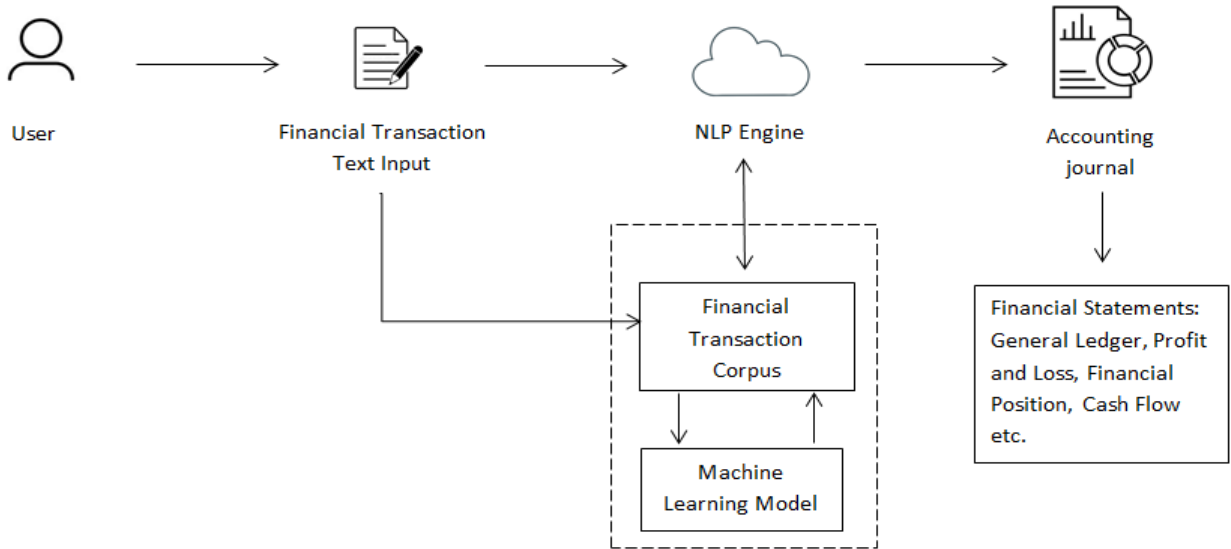 User
Financial Transaction
Text Input
NLP Engine
Accounting
journal
Financial
Transaction
Corpus
Machine
Learning Model
Financial Statements:
General Ledger, Profit
and Loss, Financial
Position, Cash Flow
etc.